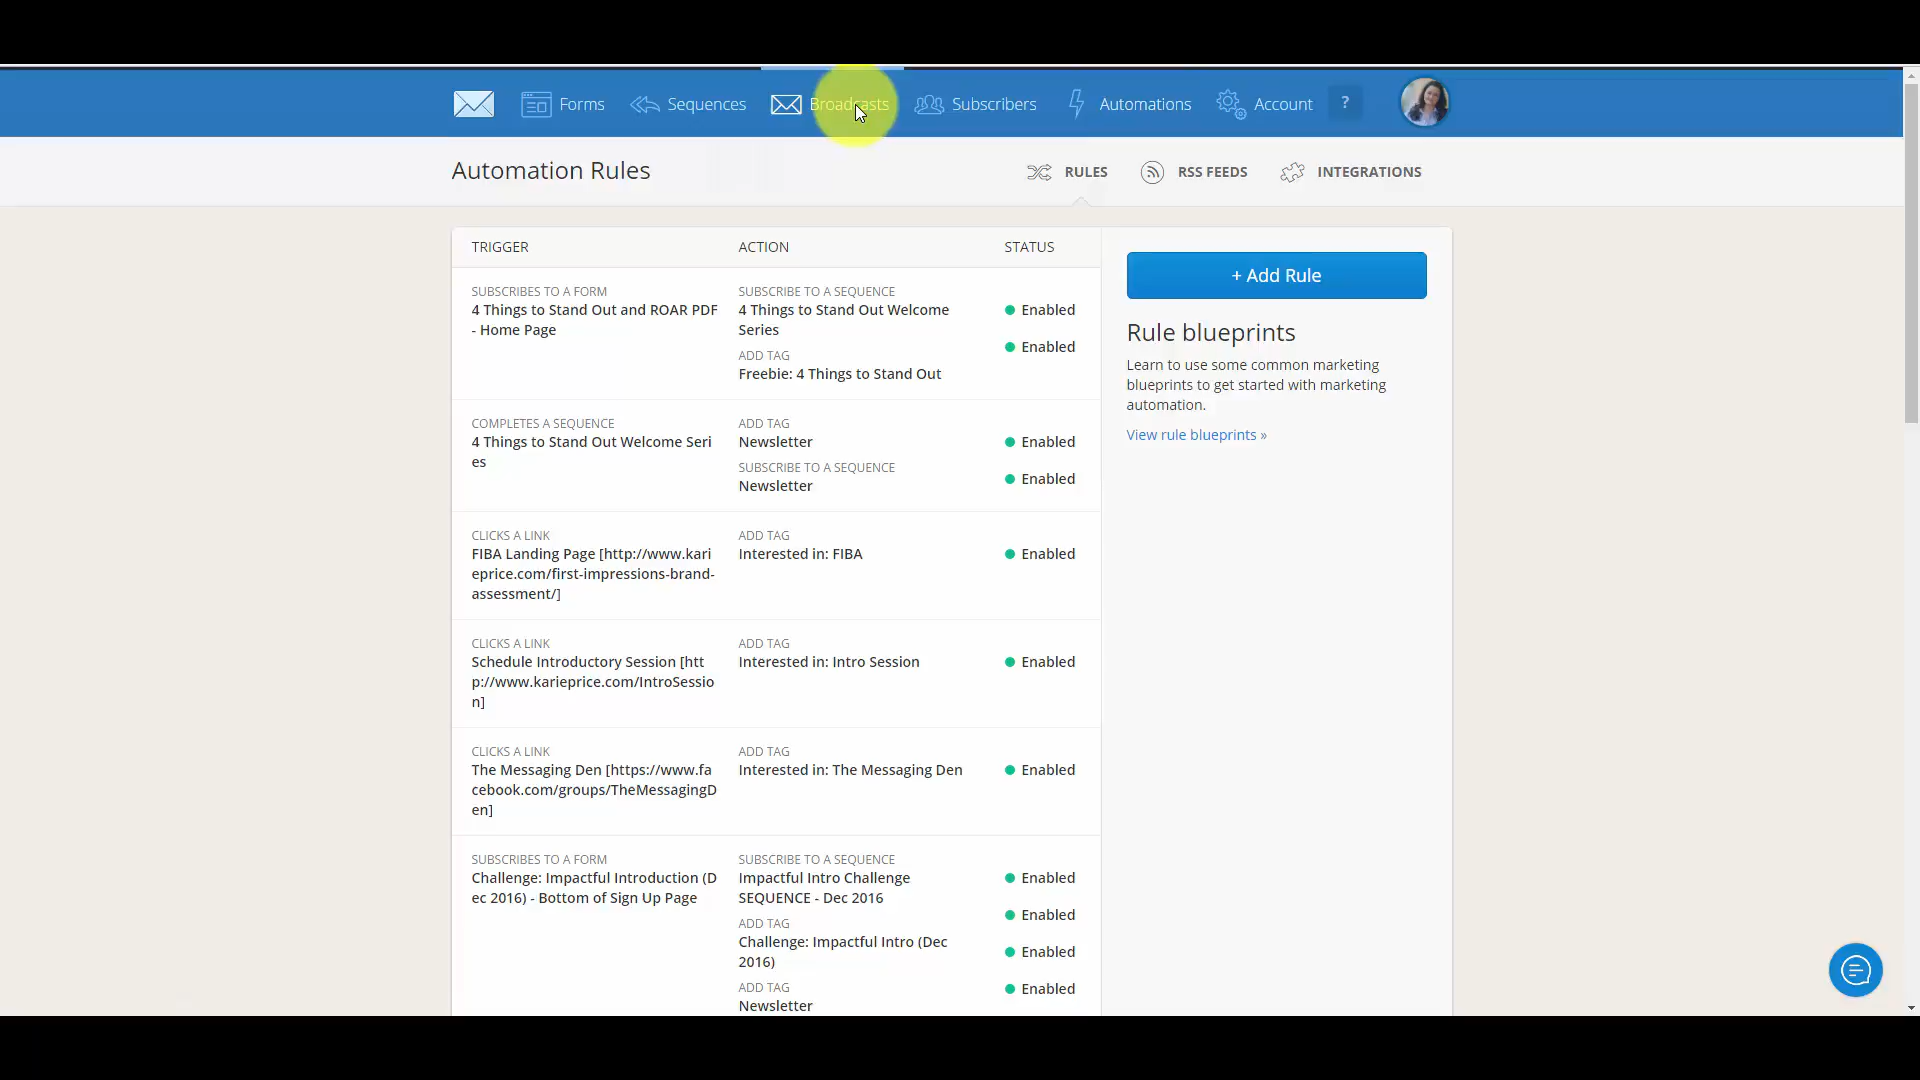 Forms
Sequences
Broadcasts
Subscribers
Automations
Account
?
Automation Rules
RULES
RSS FEEDS
INTEGRATIONS
TRIGGER
ACTION
STATUS
SUBSCRIBES TO A FORM
4 Things to Stand Out and ROAR PDF
- Home Page
SUBSCRIBE TO A SEQUENCE
4 Things to Stand Out Welcome
Series
ADD TAG
Freebie: 4 Things to Stand Out
Enabled
Enabled
COMPLETES A SEQUENCE
4 Things to Stand Out Welcome Seri
es
ADD TAG
Newsletter
SUBSCRIBE TO A SEQUENCE
Newsletter
Enabled
Enabled
CLICKS A LINK
FIBA Landing Page [http://www.kari
eprice.com/first-impressions-brand-
assessment/]
ADD TAG
Interested in: FIBA
Enabled
CLICKS A LINK
Schedule Introductory Session [htt
p://www.karieprice.com/IntroSessio
n]
ADD TAG
Interested in: Intro Session
Enabled
CLICKS A LINK
The Messaging Den [https://www.fa
cebook.com/groups/TheMessagingD
en]
ADD TAG
Interested in: The Messaging Den
Enabled
SUBSCRIBES TO A FORM
Challenge: Impactful Introduction (D
ec 2016) - Bottom of Sign Up Page
SUBSCRIBE TO A SEQUENCE
Impactful Intro Challenge
SEQUENCE - Dec 2016
ADD TAG
Challenge: Impactful Intro (Dec
2016)
ADD TAG
Newsletter
Enabled
Enabled
Enabled
Enabled
+ Add Rule
Rule blueprints
Learn to use some common marketing
blueprints to get started with marketing
automation.
View rule blueprints »